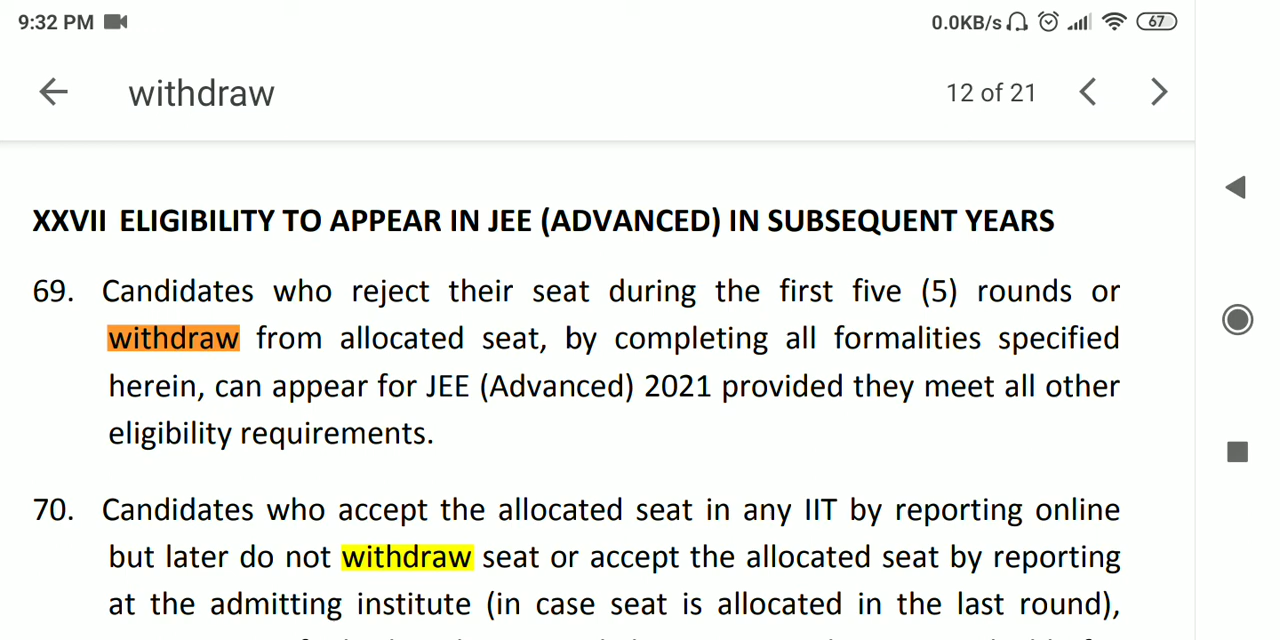 9:32 PM 0.0KB/s 67
withdraw 12 of 21
XXVII ELIGIBILITY TO APPEAR IN JEE (ADVANCED) IN SUBSEQUENT YEARS
69. Candidates who reject their seat during the first five (5) rounds or
withdraw from allocated seat, by completing all formalities specified
herein, can appear for JEE (Advanced) 2021 provided they meet all other
eligibility requirements.
70. Candidates who accept the allocated seat in any IIT by reporting online
but later do not withdraw seat or accept the allocated seat by reporting
at the admitting institute (in case seat is allocated in the last round),